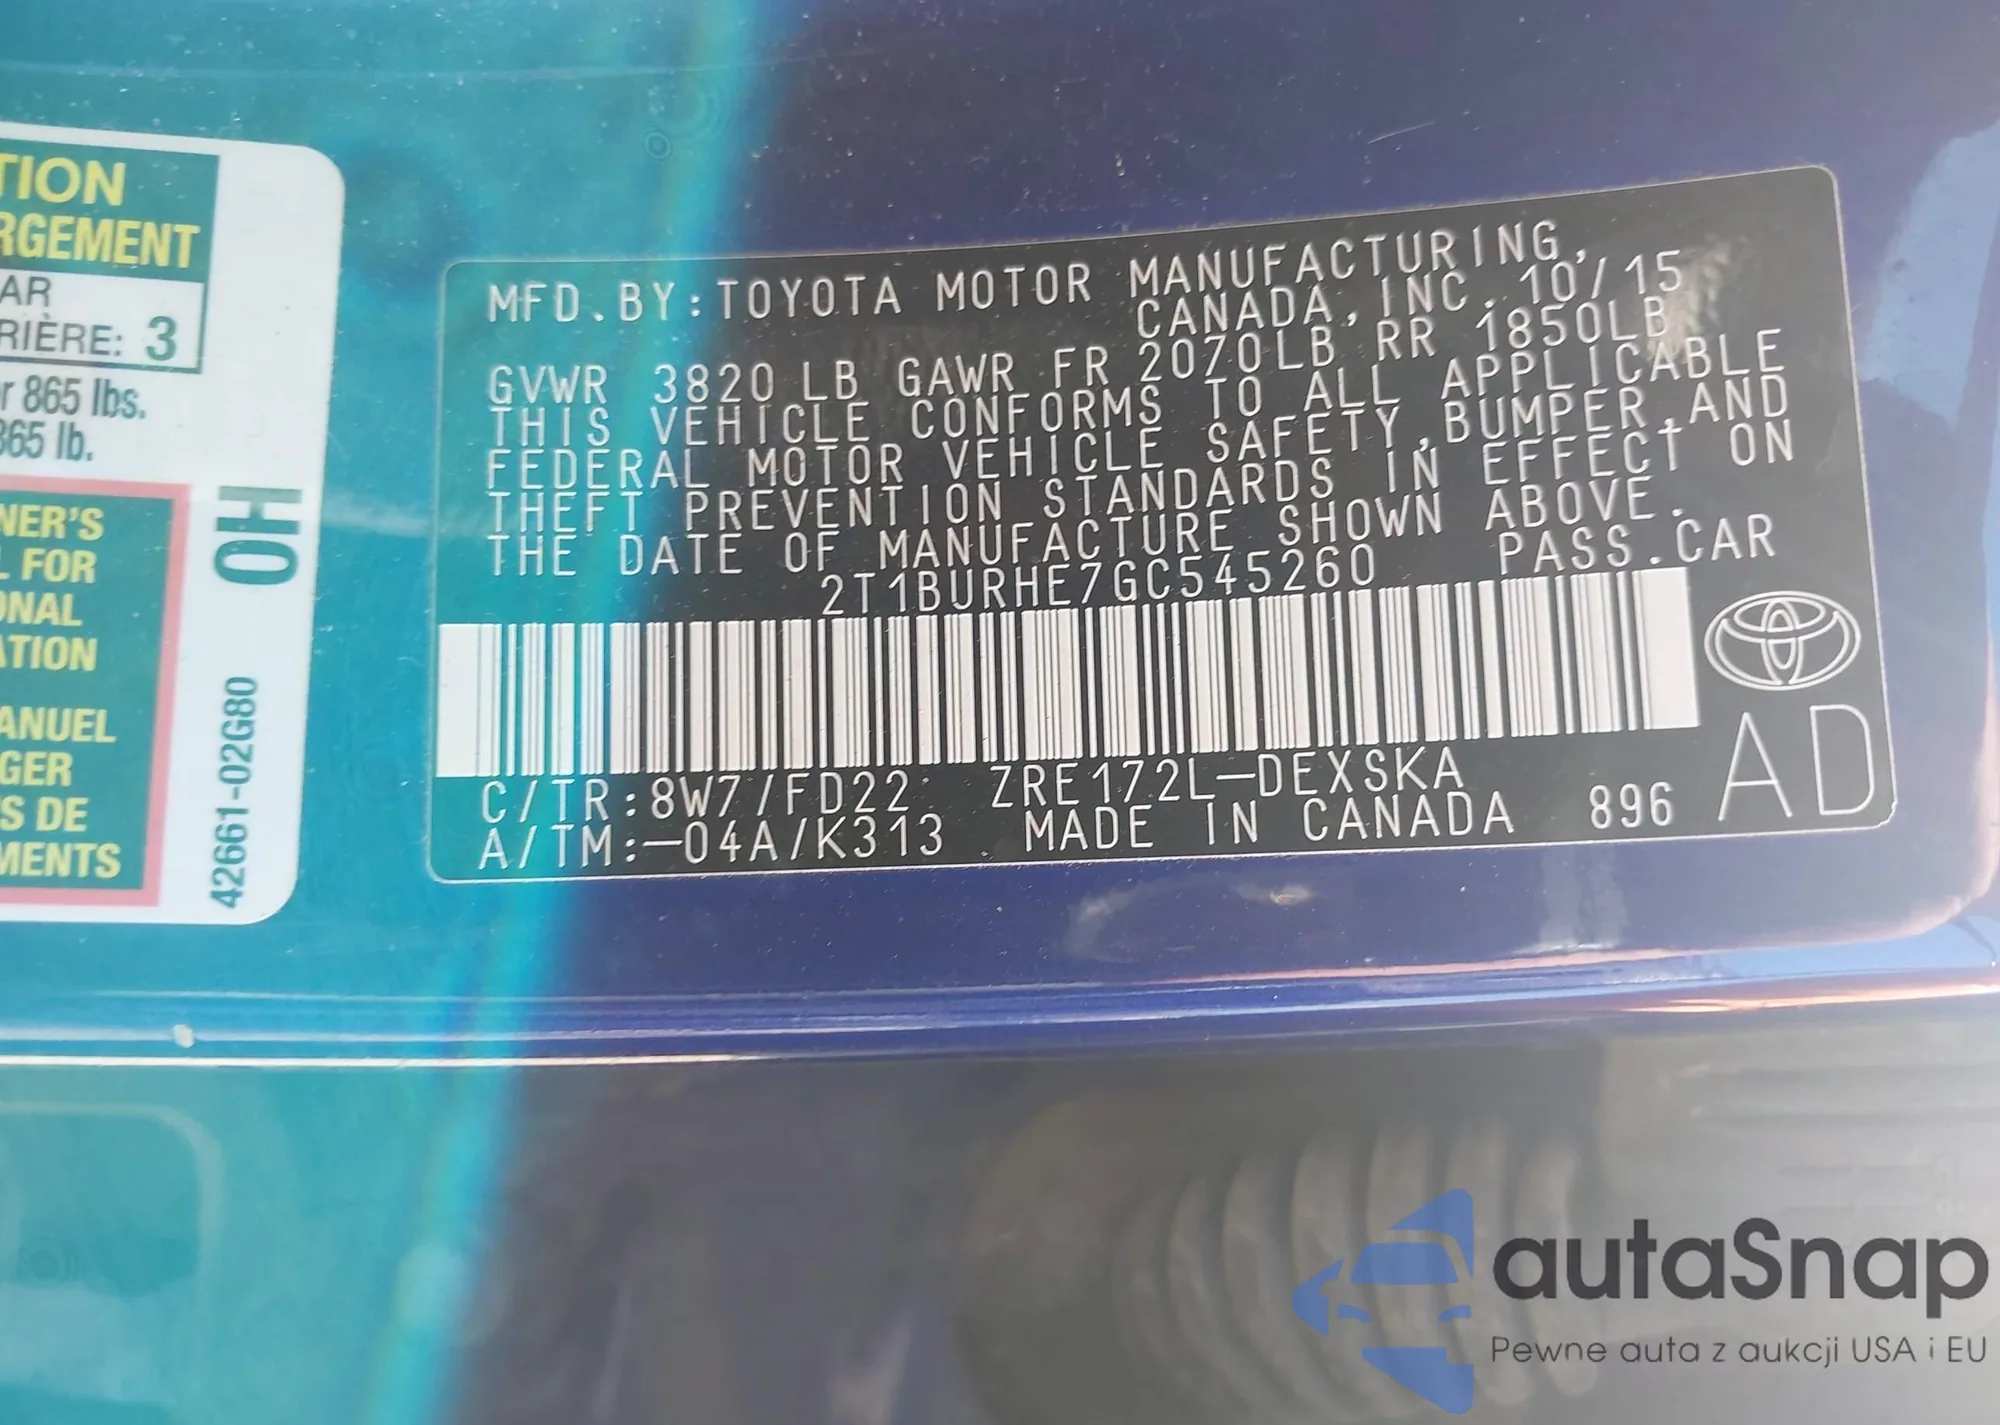 TION
RGEMENT
AR
RIÈRE: 3
r 865 lbs.
865 lb.
NER'S
L FOR
ONAL
ATION
ANUEL
GER
S DE
MENTS
OH
42661-02G80
MFD.BY:TOYOTA MOTOR MANUFACTURING,
CANADA,INC. 10/15
GVWR 3820 LB GAWR FR 2070LB RR 1850LB
THIS VEHICLE CONFORMS TO ALL APPLICABLE
FEDERAL MOTOR VEHICLE SAFETY,BUMPER,AND
THEFT PREVENTION STANDARDS IN EFFECT ON
THE DATE OF MANUFACTURE SHOWN ABOVE.
2T1BURHE7GC545260 PASS.CAR
C/TR:8W7/FD22 ZRE172L-DEXSKA
A/TM:-04A/K313 MADE IN CANADA 896
AD
autaSnap
Pewne auta z aukcji USA i EU